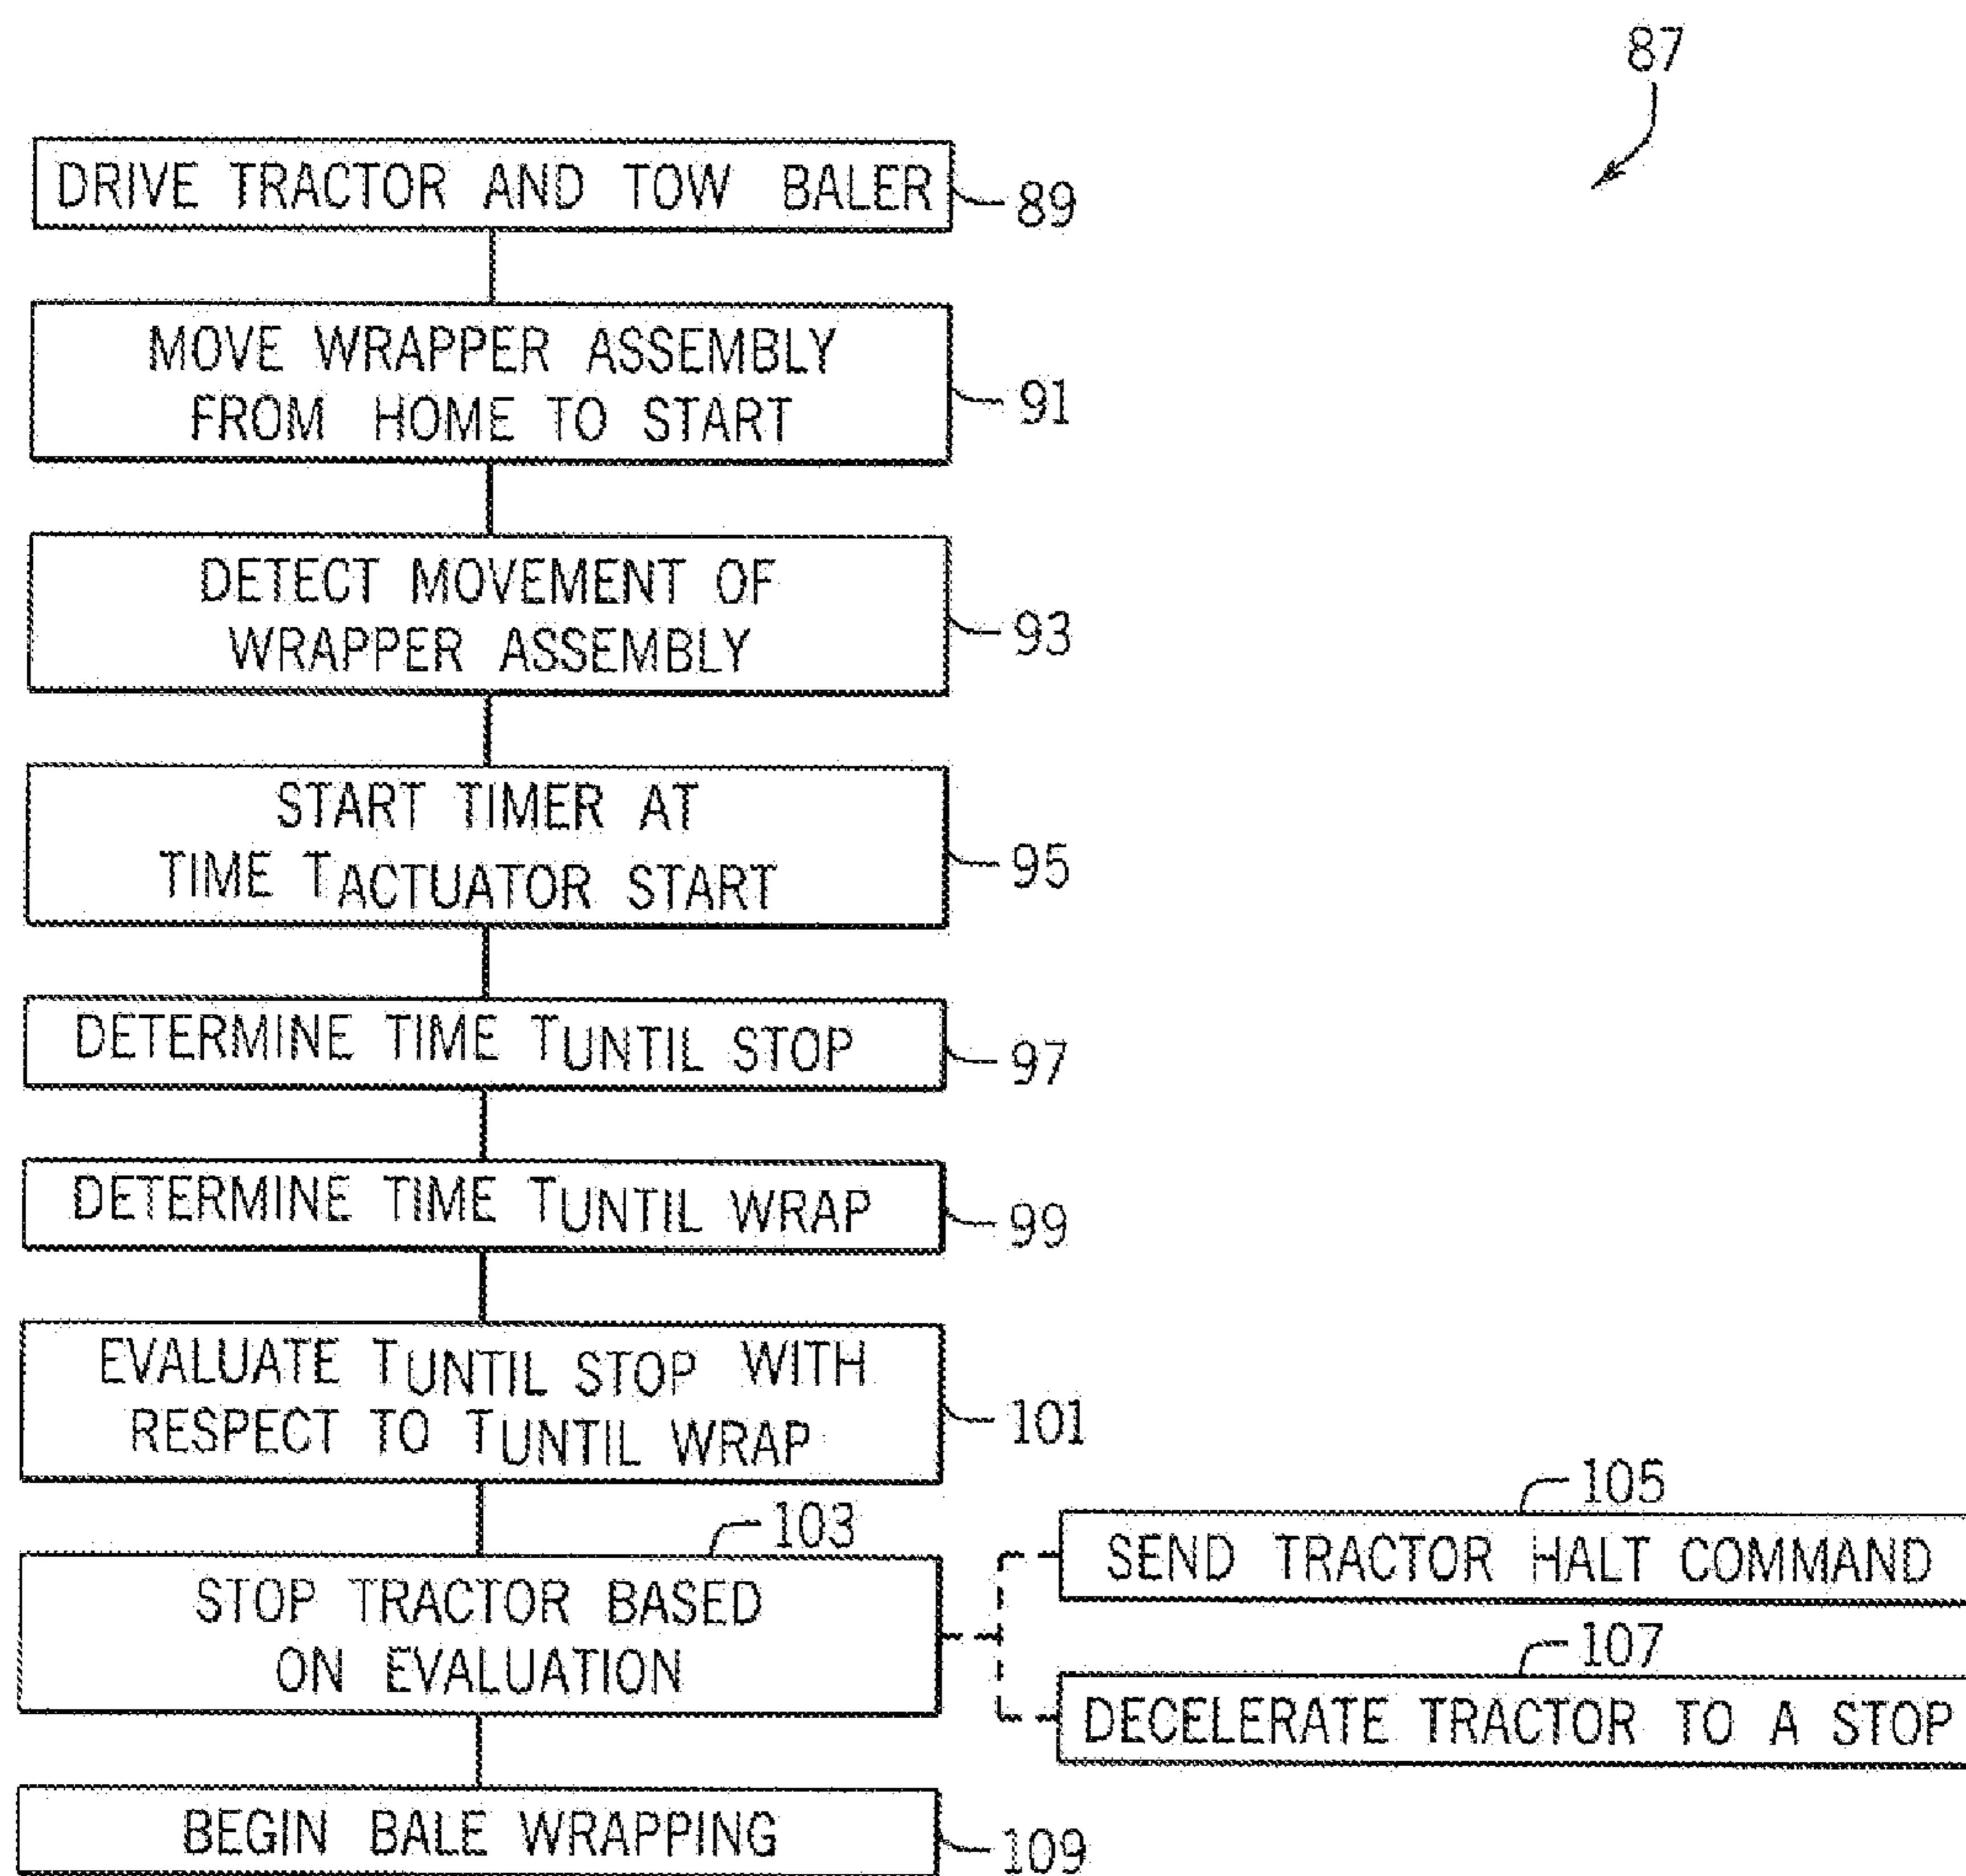 87
DRIVE TRACTOR AND TOW BALER
89
MOVE WRAPPER ASSEMBLY
FROM HOME TO START
91
DETECT MOVEMENT OF
WRAPPER ASSEMBLY
93
START TIMER AT
TIME TACTUATOR START
95
DETERMINE TIME TUNTIL STOP
97
DETERMINE TIME TUNTIL WRAP
99
EVALUATE TUNTIL STOP WITH
RESPECT TO TUNTIL WRAP
101
103
STOP TRACTOR BASED
ON EVALUATION
105
SEND TRACTOR HALT COMMAND
107
DECELERATE TRACTOR TO A STOP
BEGIN BALE WRAPPING
109